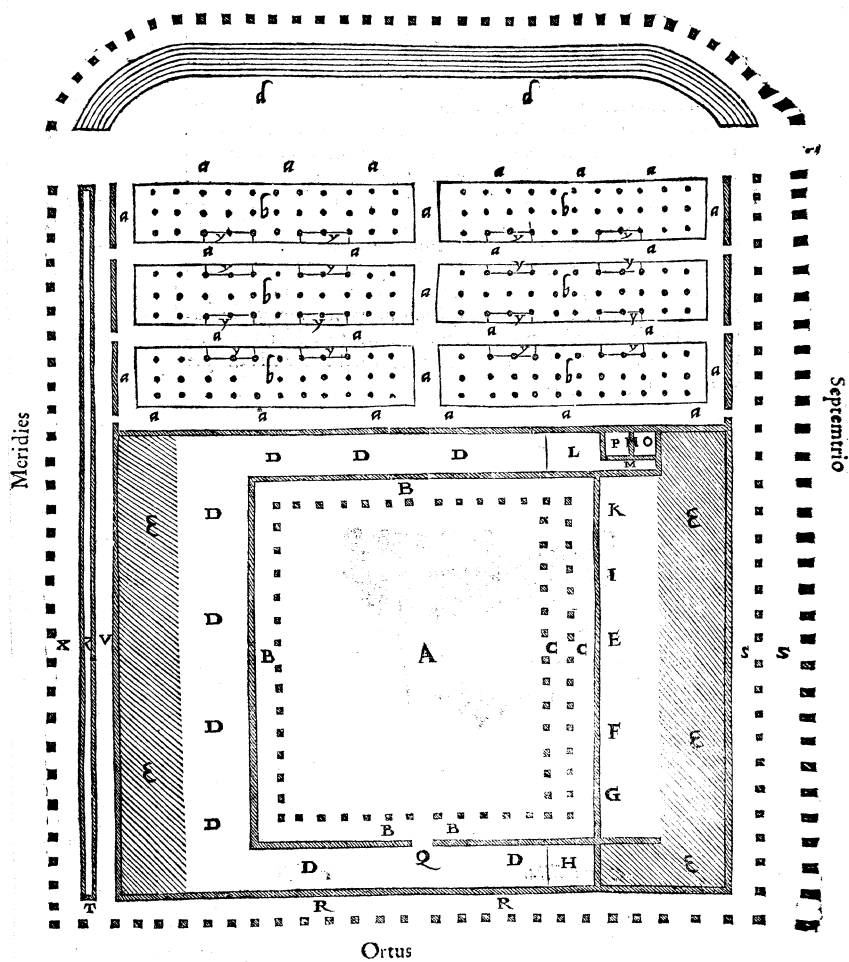 d d
a a a a a a
a b a b a
y y y y
a a a a
y y y y
b a b
y y y y
a a a a
y y y y
a b a b a
a a a a a a
Meridies
Septemtrio
D D D L P N O
M
B
D K
I
D E
X R V B A C C S S
D F
G
D
B B
D Q D H
T R R
Ortus